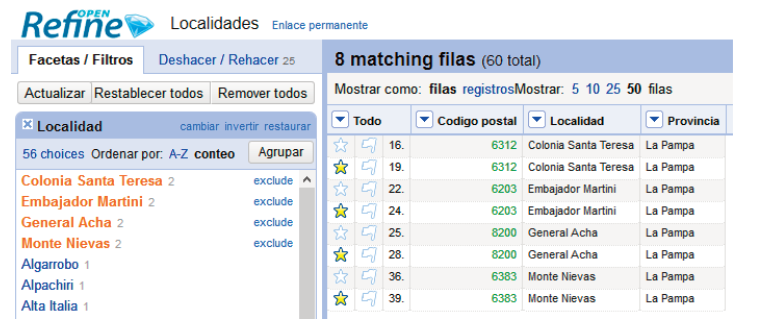 OPEN
Refine Localidades Enlace permanente
Facetas / Filtros Deshacer / Rehacer 25
Actualizar Restablecer todos Remover todos
Localidad cambiar invertir restaurar
56 choices Ordenar por: A-Z conteo Agrupar
Colonia Santa Teresa 2 exclude
Embajador Martini 2 exclude
General Acha 2 exclude
Monte Nievas 2 exclude
Algarrobo 1
Alpachiri 1
Alta Italia 1
8 matching filas (60 total)
Mostrar como: filas registrosMostrar: 5 10 25 50 filas
Todo Codigo postal Localidad Provincia
16. 6312 Colonia Santa Teresa La Pampa
19. 6312 Colonia Santa Teresa La Pampa
22. 6203 Embajador Martini La Pampa
24. 6203 Embajador Martini La Pampa
25. 8200 General Acha La Pampa
28. 8200 General Acha La Pampa
36. 6383 Monte Nievas La Pampa
39. 6383 Monte Nievas La Pampa